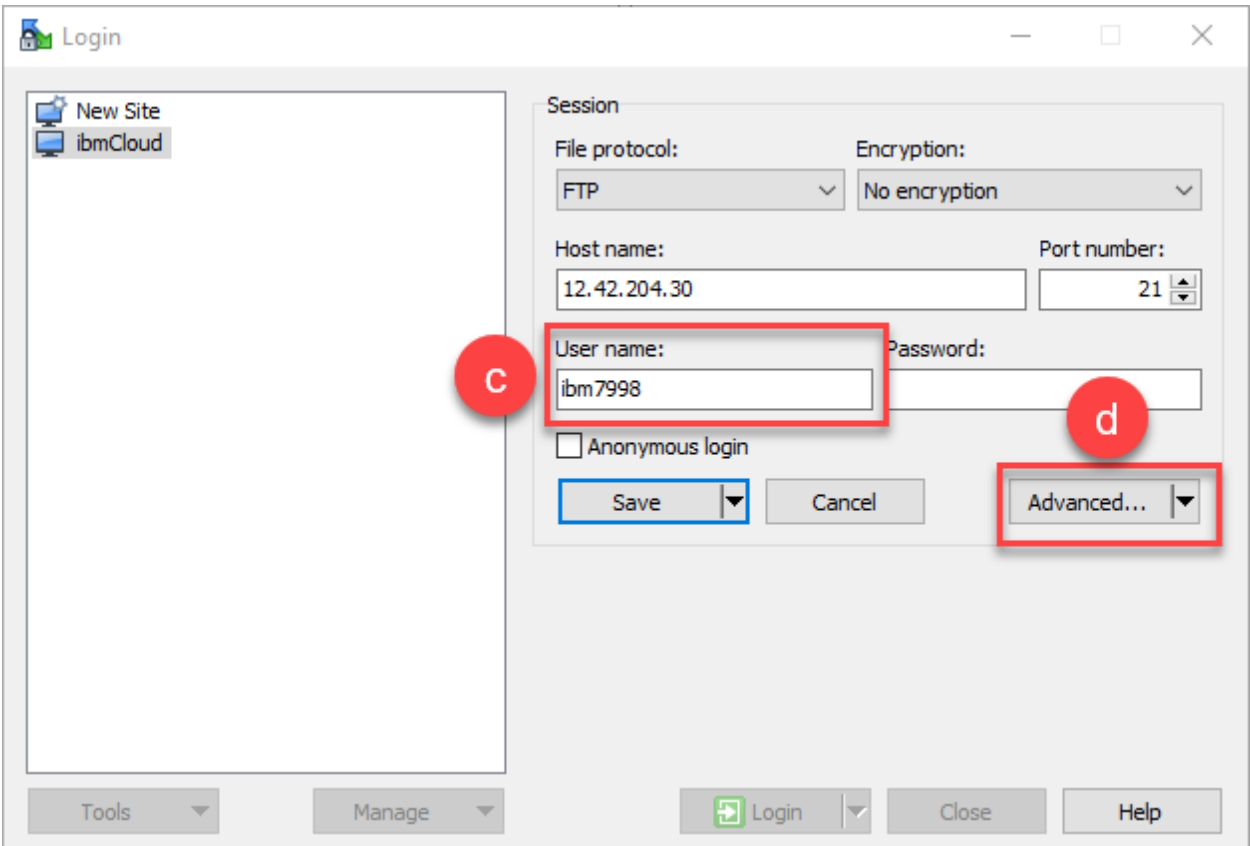 Login
New Site
ibmCloud
Session
File protocol:
Encryption:
FTP
No encryption
Host name:
Port number:
12.42.204.30
21
User name:
Password:
c
ibm7998
d
Anonymous login
Save
Cancel
Advanced...
Tools
Manage
Login
Close
Help